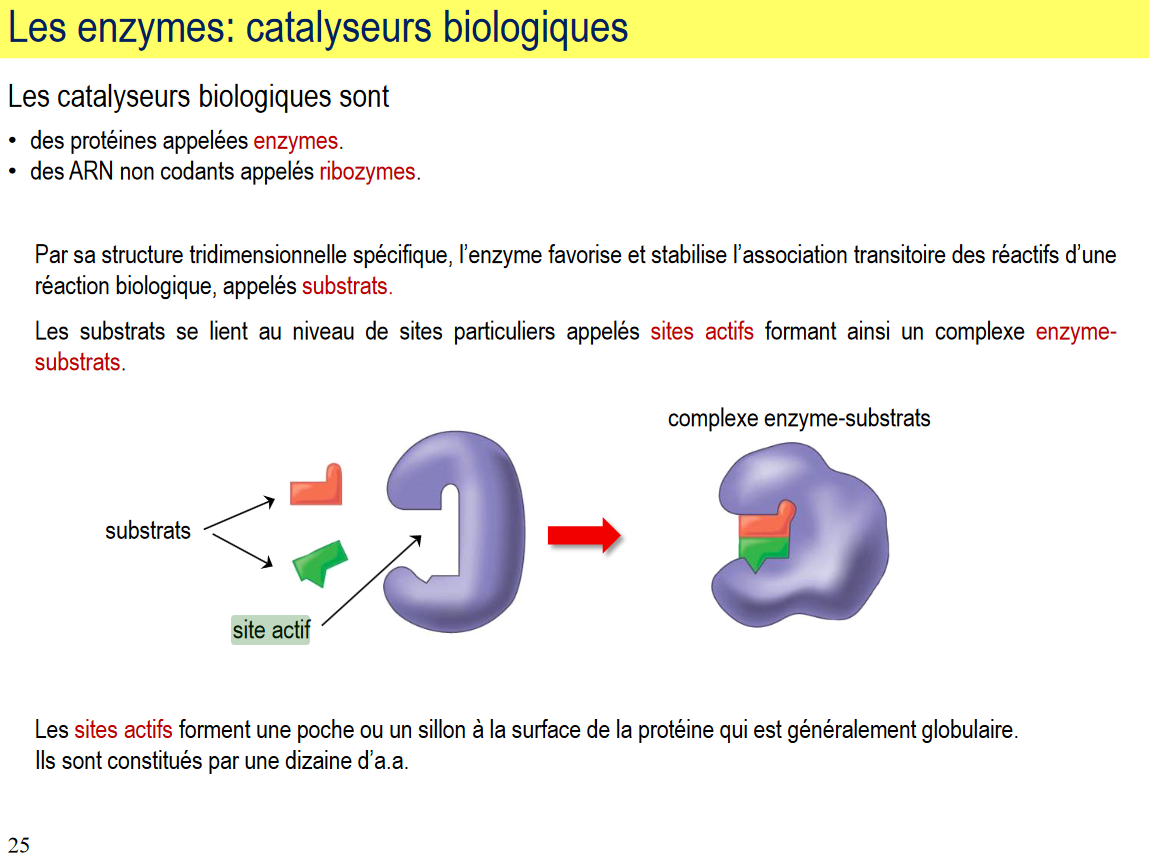 Les enzymes: catalyseurs biologiques
Les catalyseurs biologiques sont
• des protéines appelées enzymes.
• des ARN non codants appelés ribozymes.
Par sa structure tridimensionnelle spécifique, l’enzyme favorise et stabilise l’association transitoire des réactifs d’une
réaction biologique, appelés substrats.
Les substrats se lient au niveau de sites particuliers appelés sites actifs formant ainsi un complexe enzyme-
substrats.
complexe enzyme-substrats
substrats
site actif
Les sites actifs forment une poche ou un sillon à la surface de la protéine qui est généralement globulaire.
Ils sont constitués par une dizaine d’a.a.
25